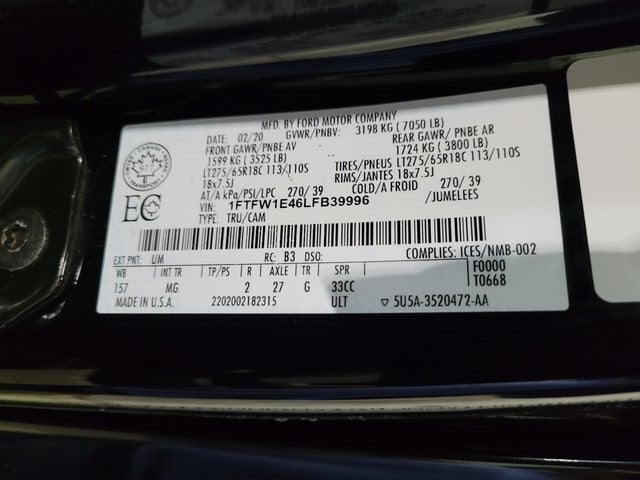 MFD. BY FORD MOTOR COMPANY
DATE: 02/20 GVWR/PNBV: 3198 KG ( 7050 LB)
FRONT GAWR/ PNBE AV REAR GAWR/ PNBE AR
1599 KG ( 3525 LB) 1724 KG ( 3800 LB)
LT275/65R18C 113/110S TIRES/PNEUS LT275/65R18C 113/110S
18x7.5J RIMS/JANTES 18x7.5J
AT/A kPa/PSI/LPC 270/ 39 COLD/A FROID 270/ 39
VIN: 1FTFW1E46LFB39996 /JUMELEES
TYPE: TRU/CAM
EXT PNT: UM RC: B3 DSO: COMPLIES: ICES/NMB-002
WB INT TR TP/PS R AXLE TR SPR F0000
157 MG 2 27 G 33CC T0668
MADE IN U.S.A. 2202002182315 ULT 5U5A-3520472-AA
CANADA
TRANSPORT
EC